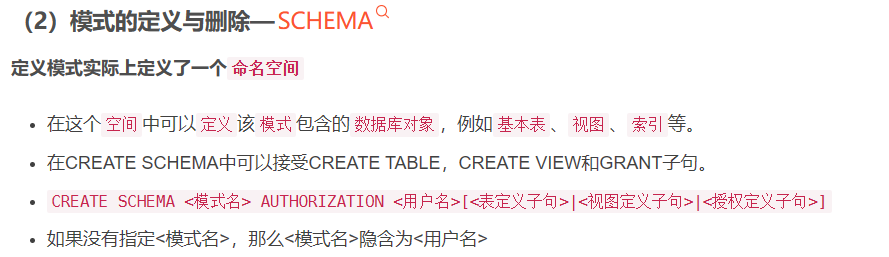 （2）模式的定义与删除—SCHEMA
定义模式实际上定义了一个 命名空间
• 在这个 空间 中可以 定义 该 模式 包含的 数据库对象 ，例如 基本表 、 视图 、 索引 等。
• 在CREATE SCHEMA中可以接受CREATE TABLE，CREATE VIEW和GRANT子句。
• CREATE SCHEMA <模式名> AUTHORIZATION <用户名>[<表定义子句>|<视图定义子句>|<授权定义子句>]
• 如果没有指定<模式名>，那么<模式名>隐含为<用户名>